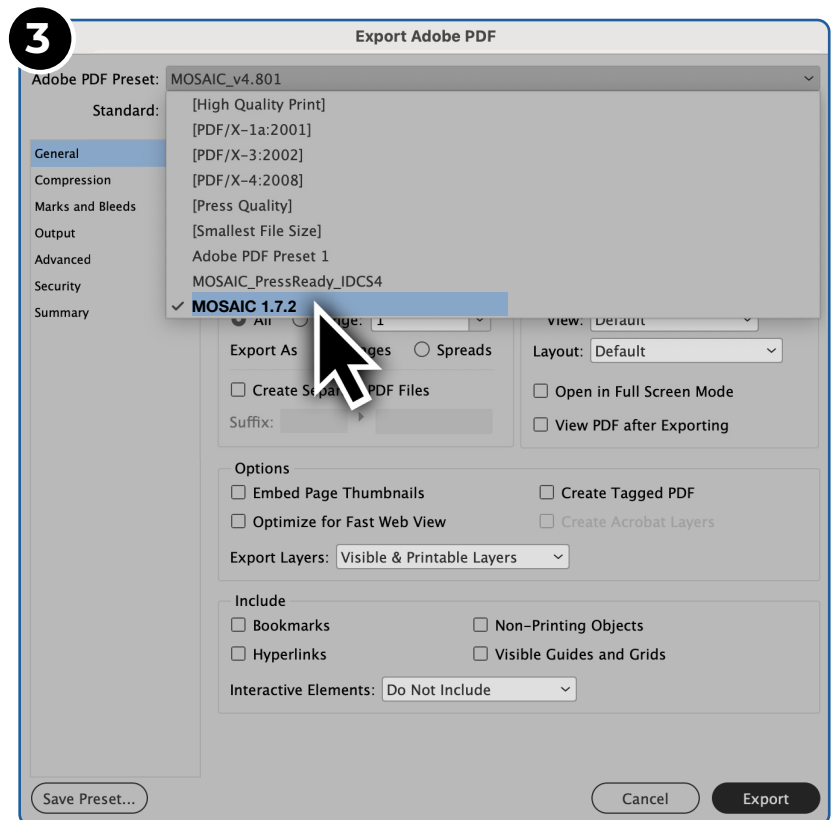 3
Export Adobe PDF
Adobe PDF Preset: MOSAIC_v4.801
Standard:
[High Quality Print]
[PDF/X-1a:2001]
[PDF/X-3:2002]
[PDF/X-4:2008]
[Press Quality]
[Smallest File Size]
Adobe PDF Preset 1
MOSAIC_PressReady_IDCS4
MOSAIC 1.7.2
General
Compression
Marks and Bleeds
Output
Advanced
Security
Summary
All 1 View: Default
Export As Spreads Layout: Default
Create PDF Files Open in Full Screen Mode
Suffix: View PDF after Exporting
Options
Embed Page Thumbnails Create Tagged PDF
Optimize for Fast Web View Create Acrobat Layers
Export Layers: Visible & Printable Layers
Include
Bookmarks Non-Printing Objects
Hyperlinks Visible Guides and Grids
Interactive Elements: Do Not Include
Save Preset... Cancel Export